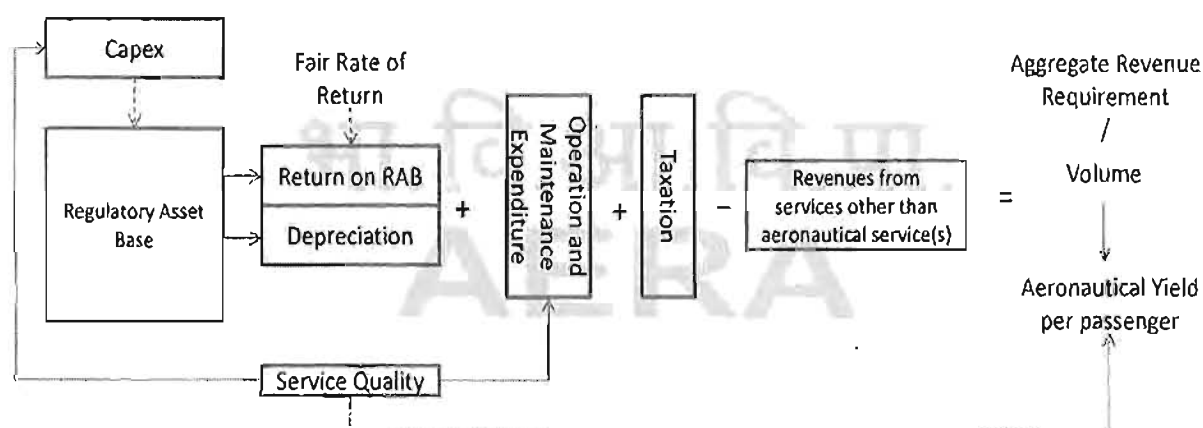 Capex
Fair Rate of
Return
Regulatory Asset
Base
Return on RAB
Depreciation
+
Operation and
Maintenance
Expenditure
+
Taxation
−
Revenues from
services other than
aeronautical service(s)
=
Aggregate Revenue
Requirement
/
Volume
Aeronautical Yield
per passenger
Service Quality
भा वि आ वि प्रा.
AERA